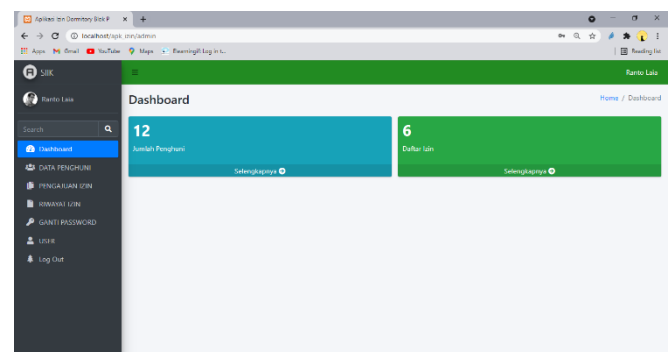 Aplikasi Izin Dormitory Blok P
localhost/apk_izin/admin
Apps
Gmail
YouTube
Maps
Reading list
SIIK
Ranto Laia
Ranto Laia
Dashboard
Home / Dashboard
Search
Dashboard
DATA PENGHUNI
PENGAJUAN IZIN
RIWAYAT IZIN
GANTI PASSWORD
USER
Log Out
12
Jumlah Penghuni
Selengkapnya
6
Daftar Izin
Selengkapnya